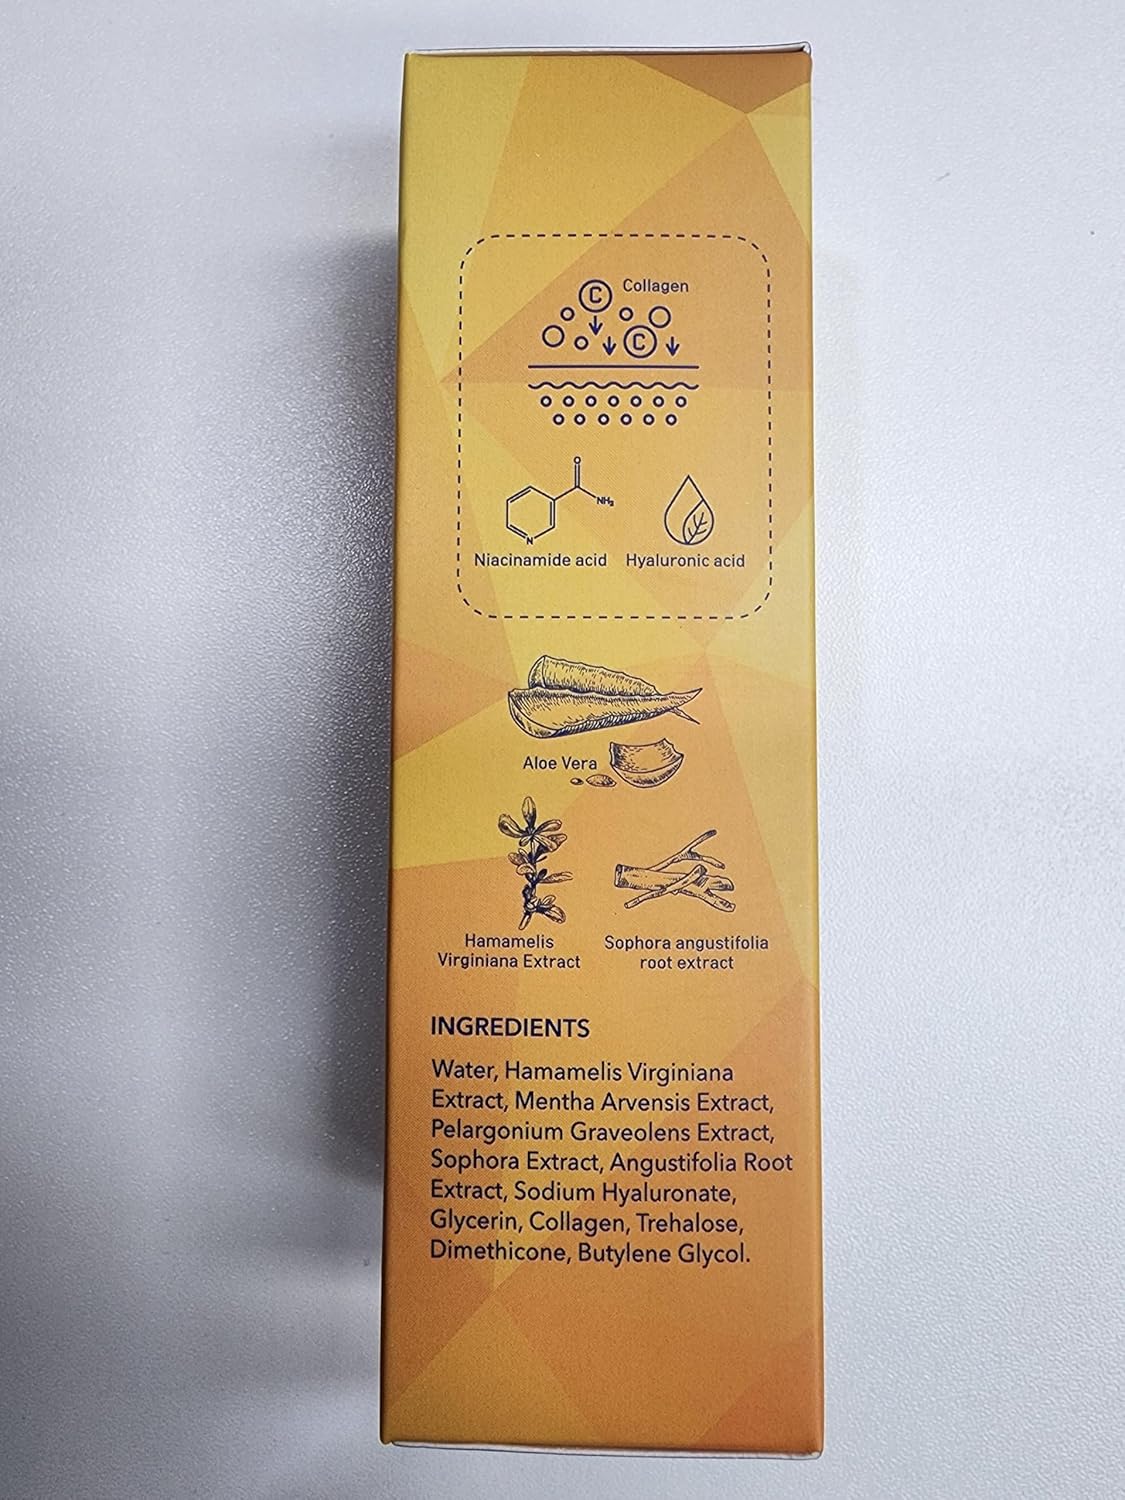 C Collagen
C
O
NH₂
N
Niacinamide acid Hyaluronic acid
Aloe Vera
Hamamelis
Virginiana Extract
Sophora angustifolia
root extract
INGREDIENTS
Water, Hamamelis Virginiana
Extract, Mentha Arvensis Extract,
Pelargonium Graveolens Extract,
Sophora Extract, Angustifolia Root
Extract, Sodium Hyaluronate,
Glycerin, Collagen, Trehalose,
Dimethicone, Butylene Glycol.